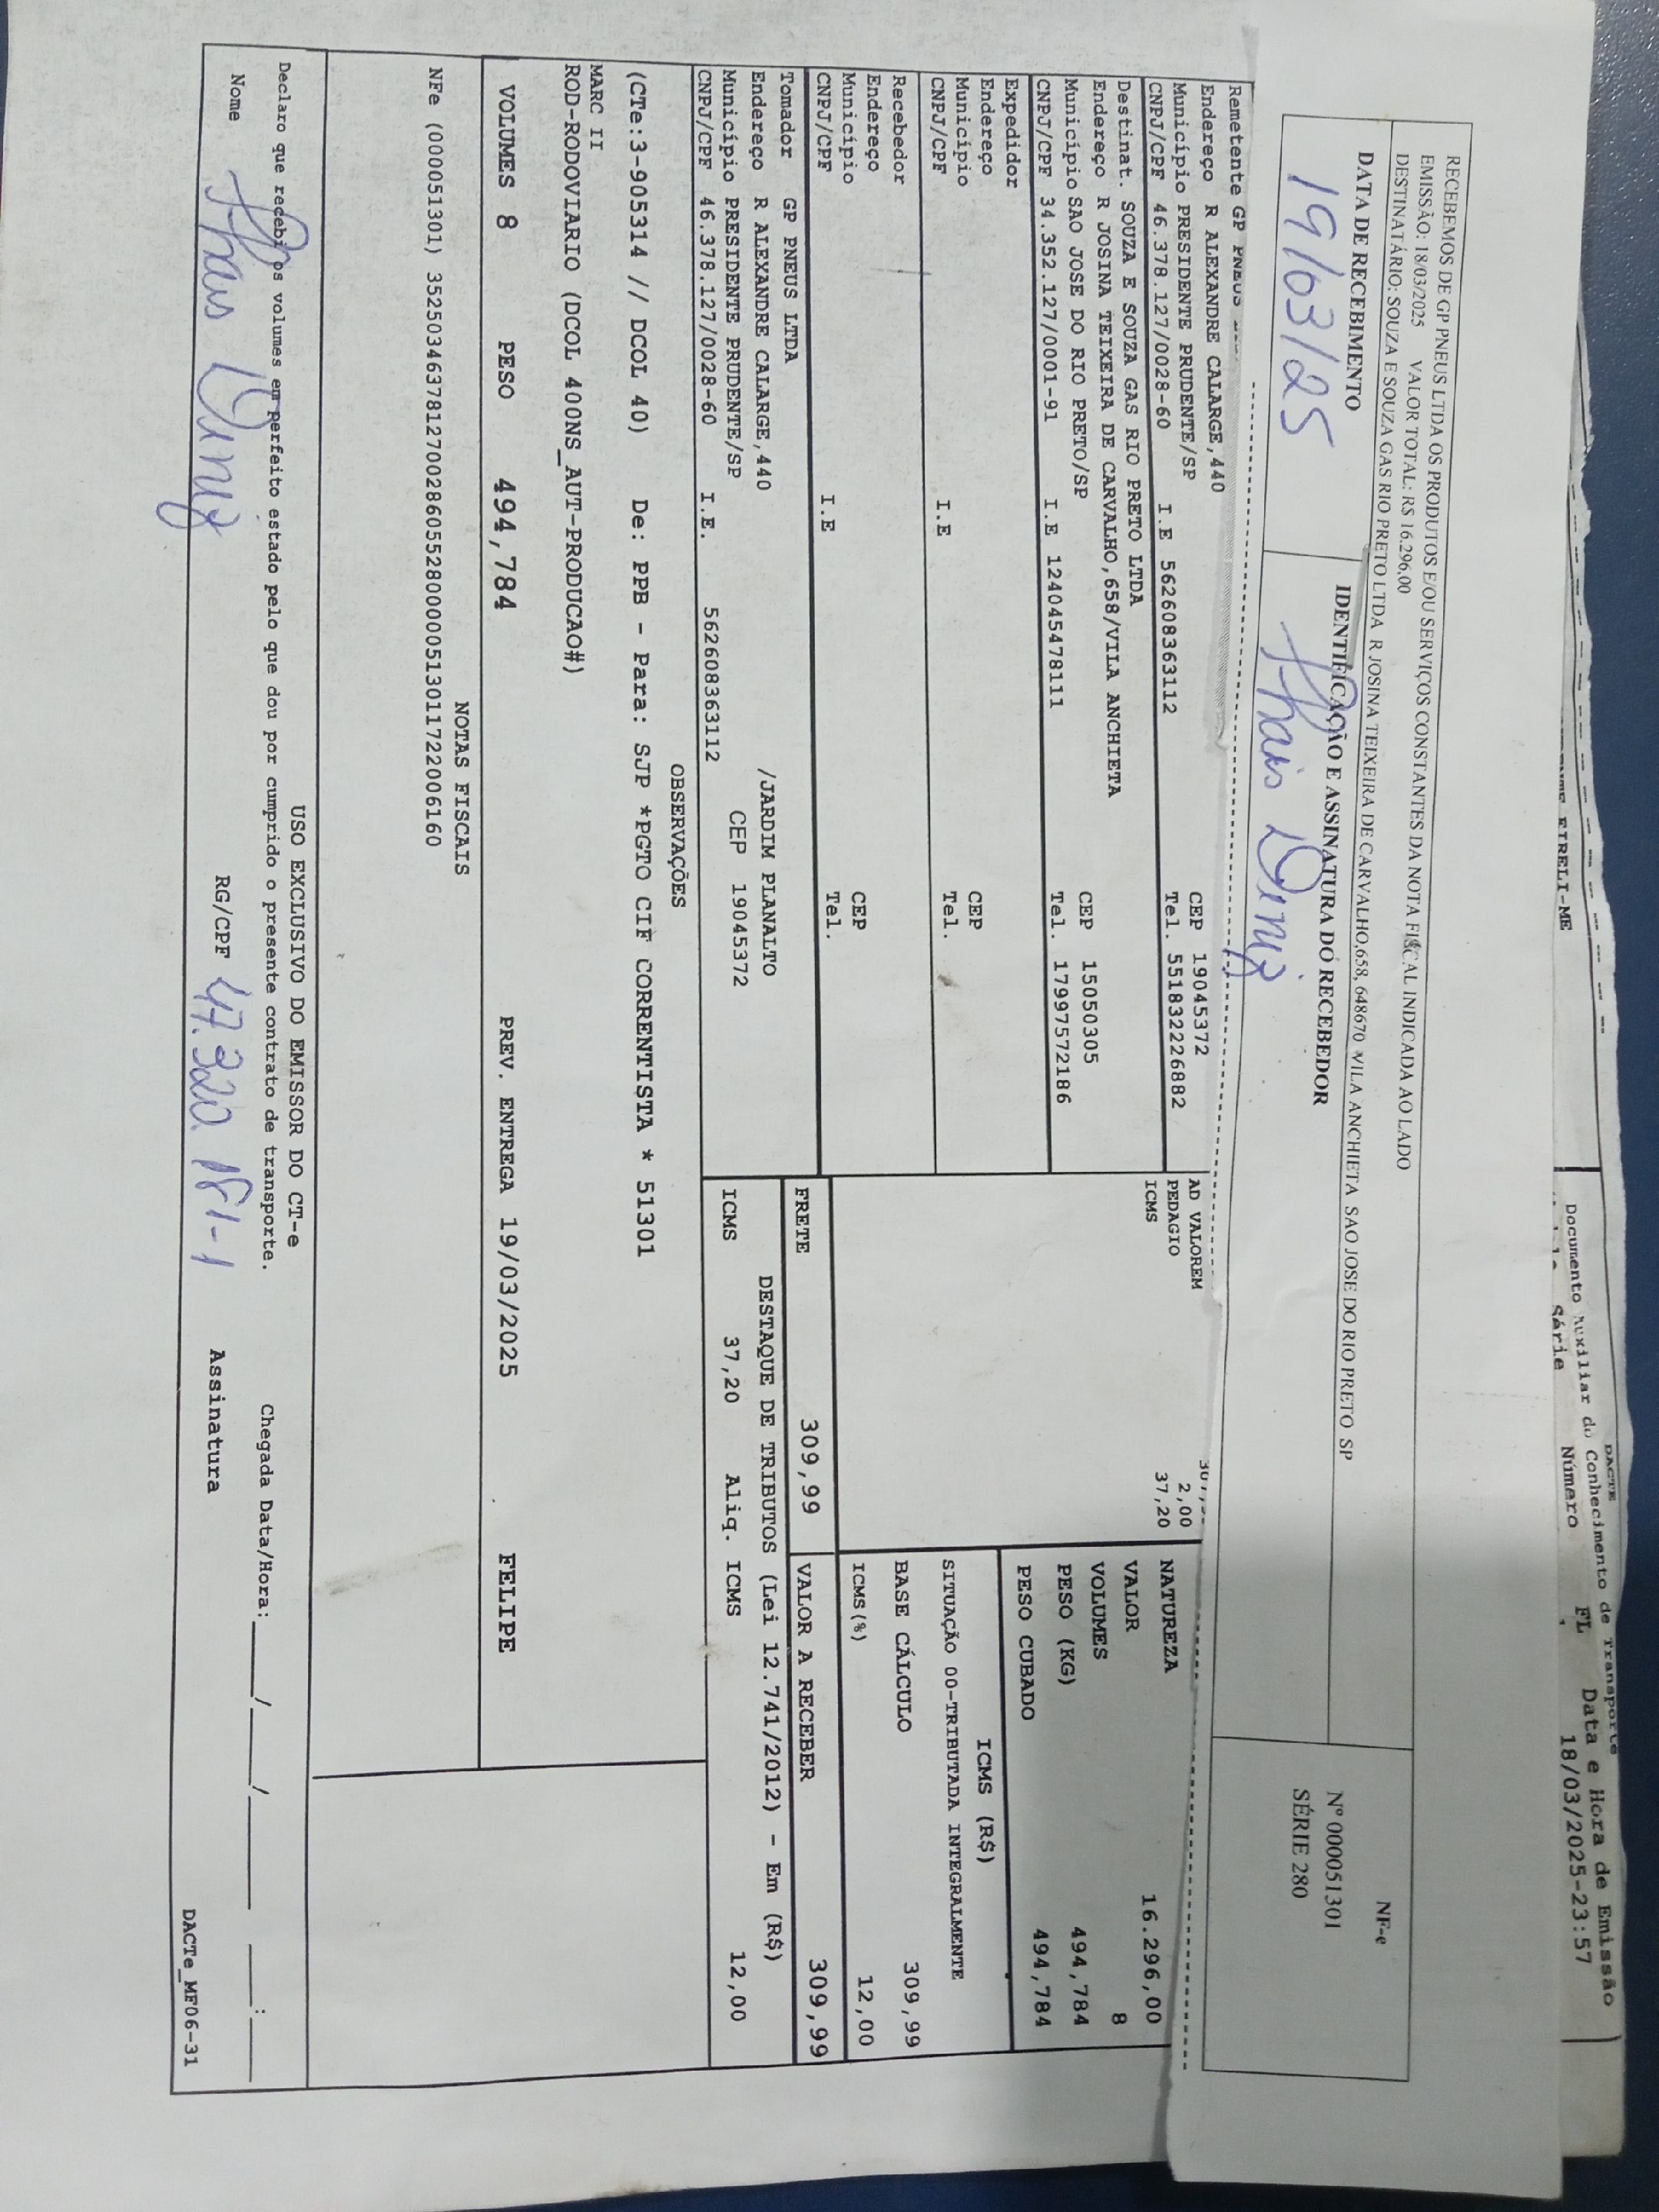 DACTE
Documento Auxiliar do Conhecimento de Transporte
Série Número FL Data e Hora de Emissão
1 18/03/2025-23:57
EIRELI-ME
RECEBEMOS DE GP PNEUS LTDA OS PRODUTOS E/OU SERVIÇOS CONSTANTES DA NOTA FISCAL INDICADA AO LADO
EMISSÃO: 18/03/2025 VALOR TOTAL: R$ 16.296,00
DESTINATÁRIO: SOUZA E SOUZA GAS RIO PRETO LTDA R JOSINA TEIXEIRA DE CARVALHO,658, 648670 VILA ANCHIETA SAO JOSE DO RIO PRETO SP
DATA DE RECEBIMENTO
19/03/25
IDENTIFICAÇÃO E ASSINATURA DO RECEBEDOR
Thais Diniz
NF-e
Nº 000051301
SÉRIE 280
Remetente GP PNEUS
Endereço R ALEXANDRE CALARGE,440 CEP 19045372
Município PRESIDENTE PRUDENTE/SP Tel. 551832226882
CNPJ/CPF 46.378.127/0028-60 I.E 562608363112
Destinat. SOUZA E SOUZA GAS RIO PRETO LTDA
Endereço R JOSINA TEIXEIRA DE CARVALHO,658/VILA ANCHIETA
Município SAO JOSE DO RIO PRETO/SP CEP 15050305
CNPJ/CPF 34.352.127/0001-91 I.E 124045478111 Tel. 17997572186
Expedidor
Endereço
Município CEP
CNPJ/CPF I.E Tel.
Recebedor
Endereço
Município CEP
CNPJ/CPF I.E Tel.
Tomador GP PNEUS LTDA
Endereço R ALEXANDRE CALARGE,440 /JARDIM PLANALTO
Município PRESIDENTE PRUDENTE/SP CEP 19045372
CNPJ/CPF 46.378.127/0028-60 I.E. 562608363112
AD VALOREM
PEDAGIO 2,00
ICMS 37,20
NATUREZA
VALOR 16.296,00
VOLUMES 8
PESO (KG) 494,784
PESO CUBADO 494,784
ICMS (R$)
SITUAÇÃO 00-TRIBUTADA INTEGRALMENTE
BASE CÁLCULO 309,99
ICMS(%) 12,00
FRETE 309,99 VALOR A RECEBER 309,99
DESTAQUE DE TRIBUTOS (Lei 12.741/2012) - Em (R$)
ICMS 37,20 Aliq. ICMS 12,00
OBSERVAÇÕES
(CTe:3-905314 // DCOL 40) De: PPB - Para: SJP *PGTO CIF CORRENTISTA * 51301
MARC II
ROD-RODOVIARIO (DCOL 400NS_AUT-PRODUCAO#)
VOLUMES 8 PESO 494,784 PREV. ENTREGA 19/03/2025 FELIPE
NOTAS FISCAIS
NFe (000051301) 35250346378127002860552800000513011722006160
USO EXCLUSIVO DO EMISSOR DO CT-e
Declaro que recebi os volumes em perfeito estado pelo que dou por cumprido o presente contrato de transporte. Chegada Data/Hora:____/____/______ ____:____
Nome Thais Diniz RG/CPF 47.320.181-1 Assinatura
DACTe_MF06-31